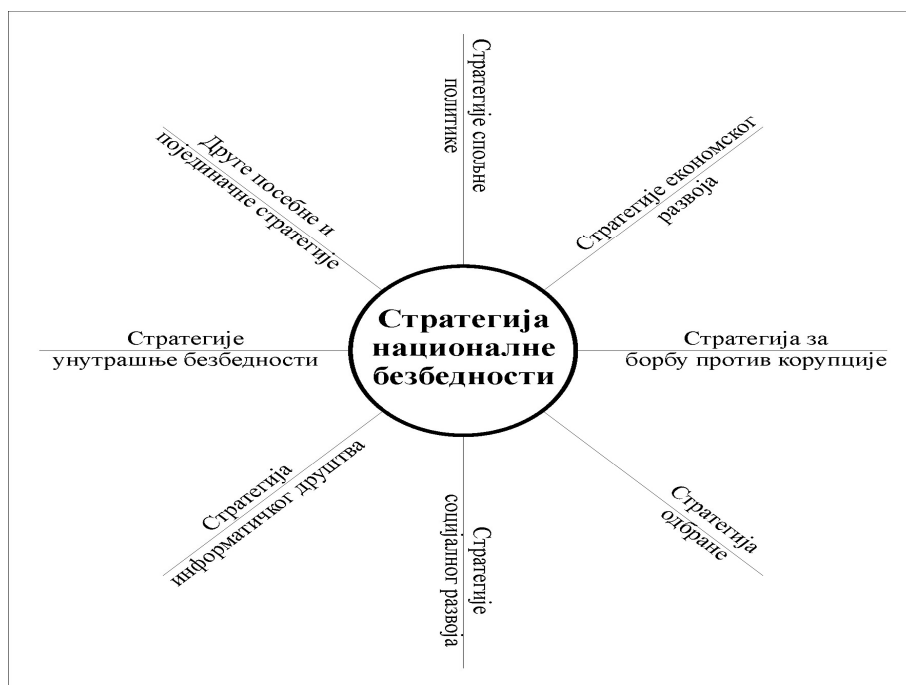 Стратегије спољне
политике
Стратегије економског
развоја
Стратегија за
борбу против корупције
Стратегија
одбране
Стратегије
социјалног развоја
Стратегија
информатичког друштва
Стратегије
унутрашње безбедности
Друге посебне и
појединачне стратегије
Стратегија
националне
безбедности